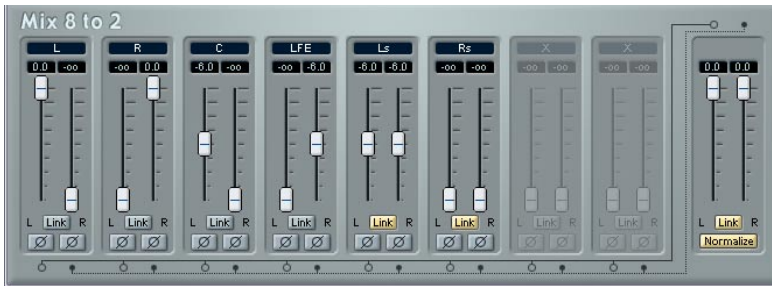 Mix 8 to 2
L R C LFE Ls Rs X X
0.0 -oo -oo 0.0 -6.0 -oo -oo -6.0 -6.0 -6.0 -oo -oo -oo -oo -oo -oo 0.0 0.0
L Link R L Link R L Link R L Link R L Link R L Link R L Link R L Link R L Link R
Ø Ø Ø Ø Ø Ø Ø Ø Ø Ø Ø Ø Ø Ø Ø Ø Normalize